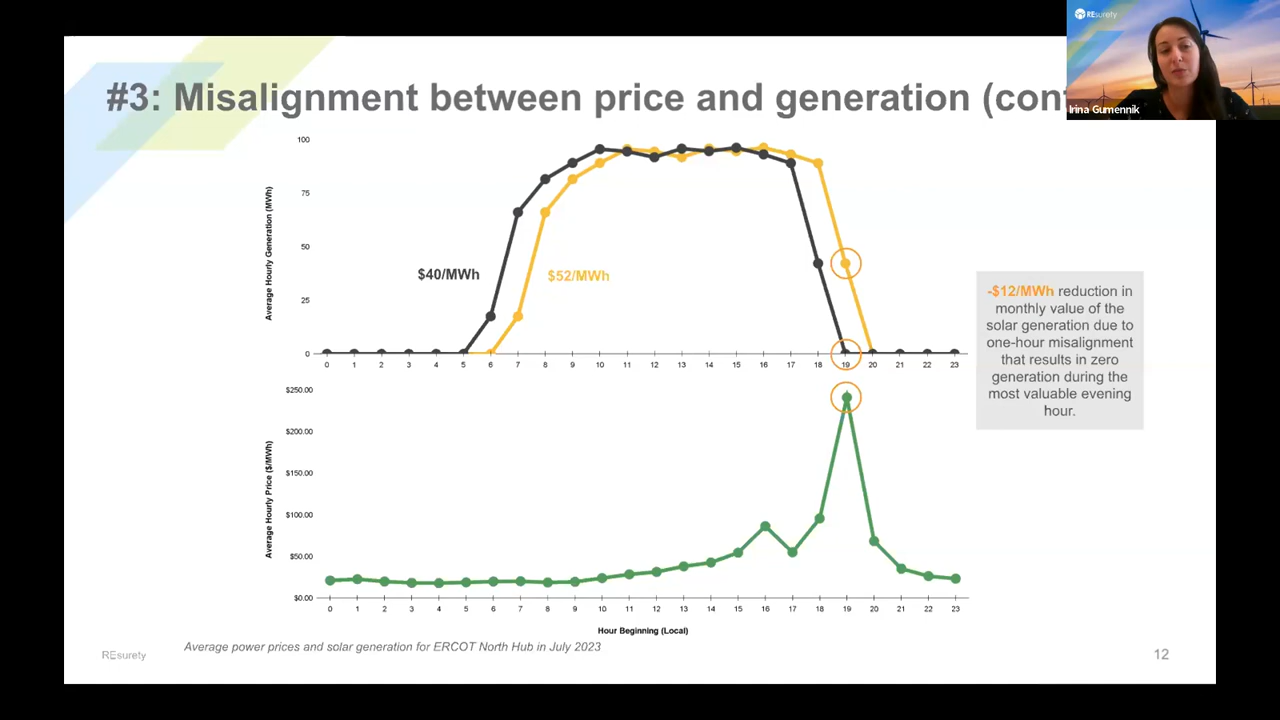 REsurety
Irina Gumennik
#3: Misalignment between price and generation (con
Average Hourly Generation (MWh)
100
75
50
25
0
$40/MWh
$52/MWh
0 1 2 3 4 5 6 7 8 9 10 11 12 13 14 15 16 17 18 19 20 21 22 23
-$12/MWh reduction in
monthly value of the
solar generation due to
one-hour misalignment
that results in zero
generation during the
most valuable evening
hour.
Average Hourly Price ($/MWh)
$250.00
$200.00
$150.00
$100.00
$50.00
$0.00
0 1 2 3 4 5 6 7 8 9 10 11 12 13 14 15 16 17 18 19 20 21 22 23
Hour Beginning (Local)
Average power prices and solar generation for ERCOT North Hub in July 2023
REsurety
12